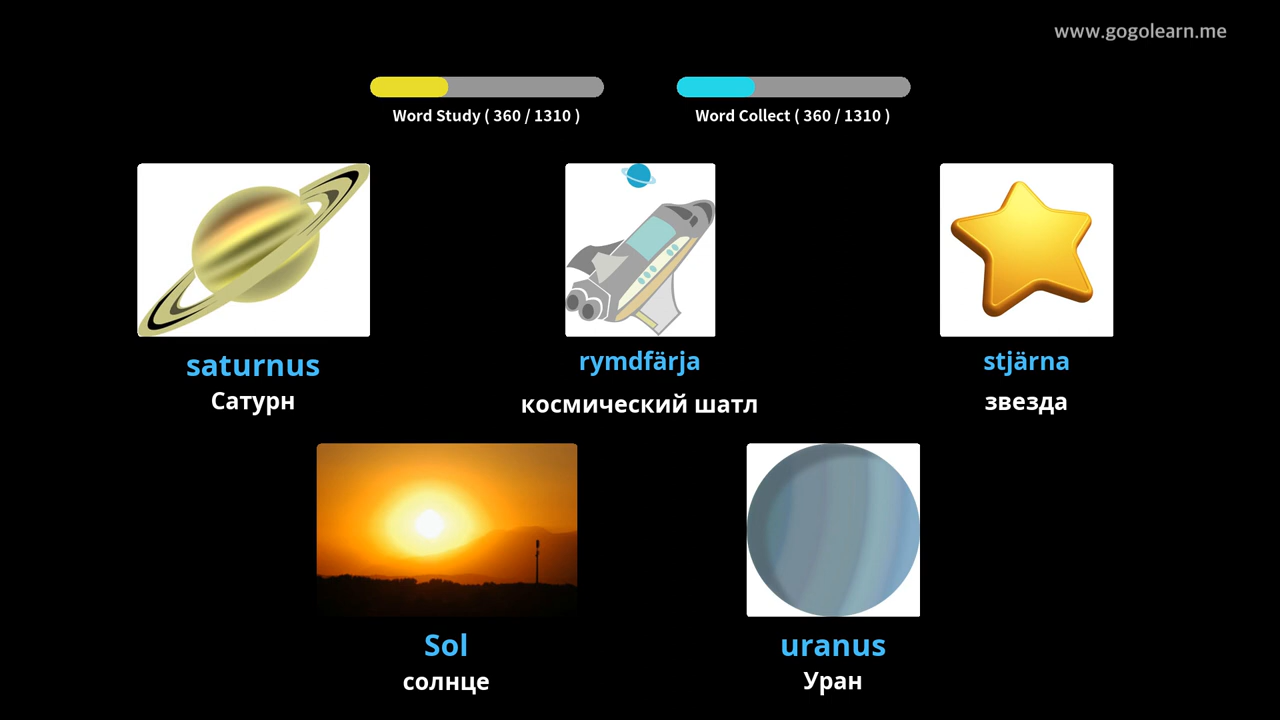 www.gogolearn.me
Word Study ( 360 / 1310 )
Word Collect ( 360 / 1310 )
saturnus
Сатурн
rymdfärja
космический шатл
stjärna
звезда
Sol
солнце
uranus
Уран